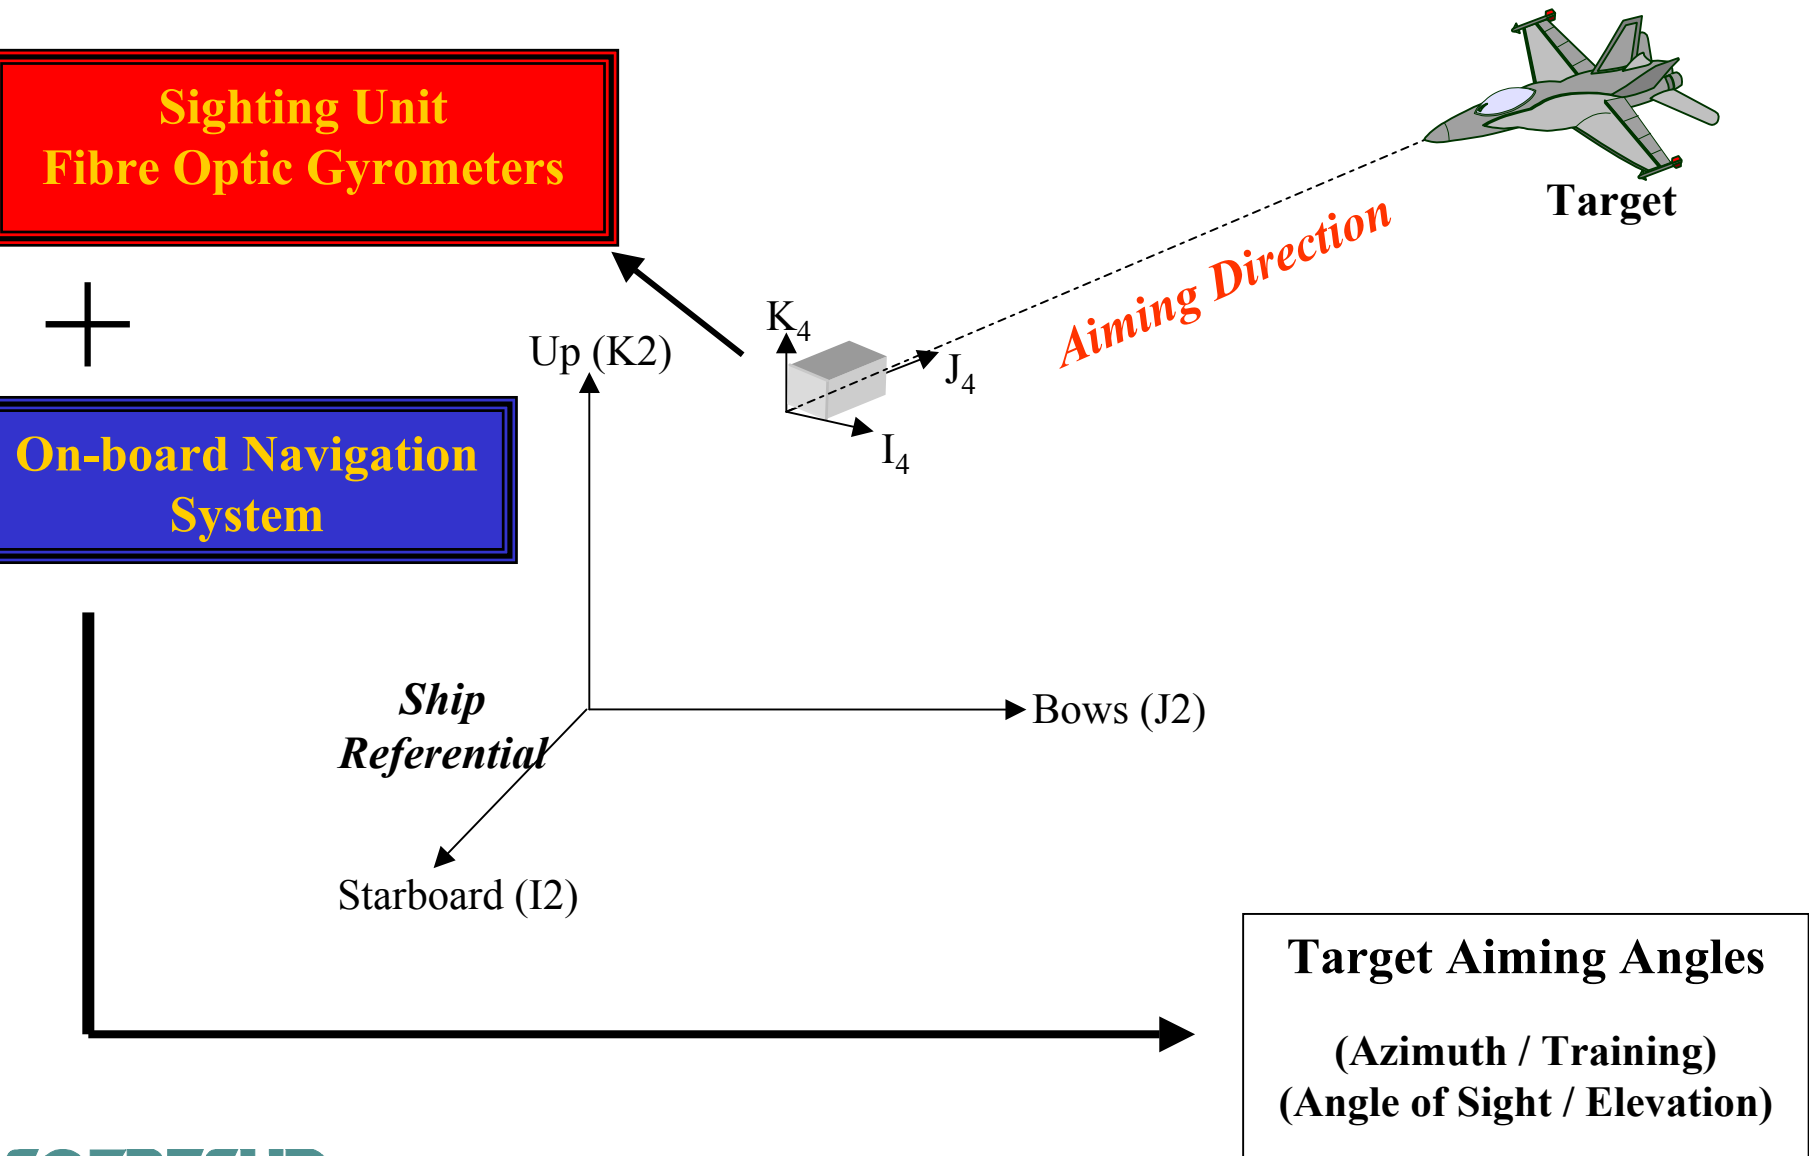 Sighting Unit
Fibre Optic Gyrometers
Target
Aiming Direction
K4
Up (K2)
J4
I4
On-board Navigation
System
Ship
Referential
Bows (J2)
Starboard (I2)
Target Aiming Angles
(Azimuth / Training)
(Angle of Sight / Elevation)